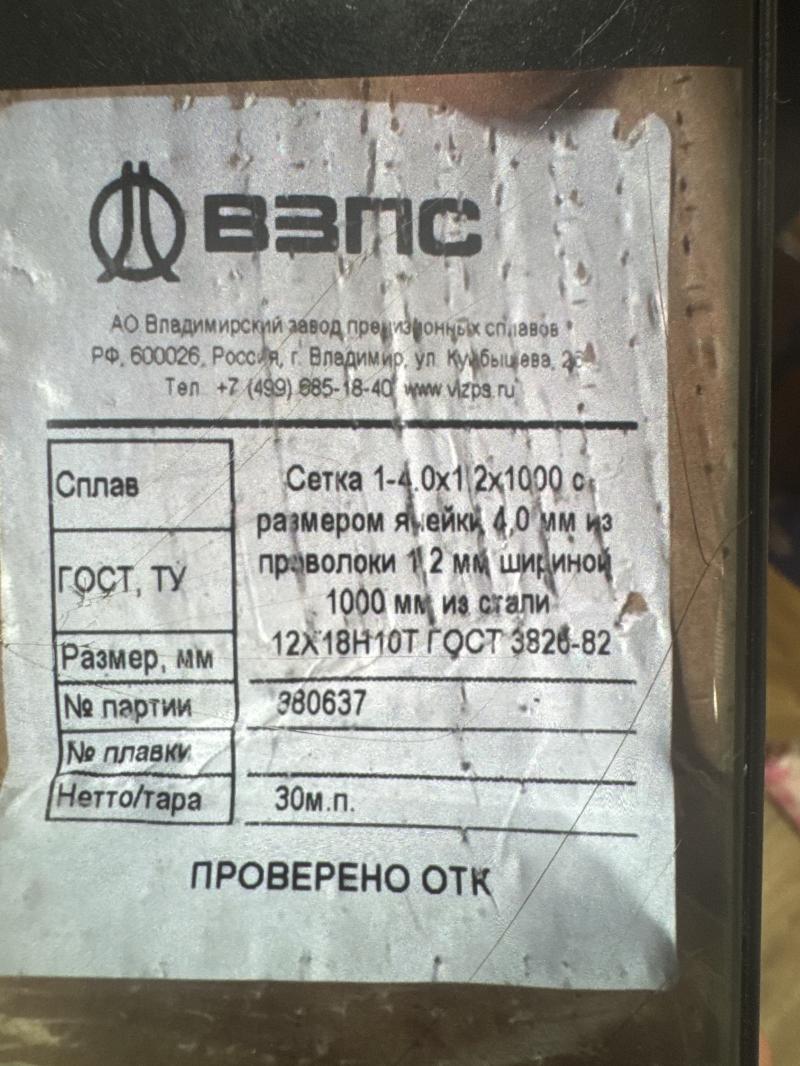 ВЗПС
АО Владимирский завод прецизионных сплавов
РФ, 600026, Россия, г. Владимир, ул. Куйбышева, 26
Тел. +7 (499) 685-18-40 www.vlzps.ru
Сплав
ГОСТ, ТУ
Размер, мм
Сетка 1-4.0х1,2х1000 с
размером ячейки 4,0 мм из
проволоки 1,2 мм шириной
1000 мм из стали
12Х18Н10Т ГОСТ 3826-82
№ партии 380637
№ плавки
Нетто/тара 30м.п.
ПРОВЕРЕНО ОТК